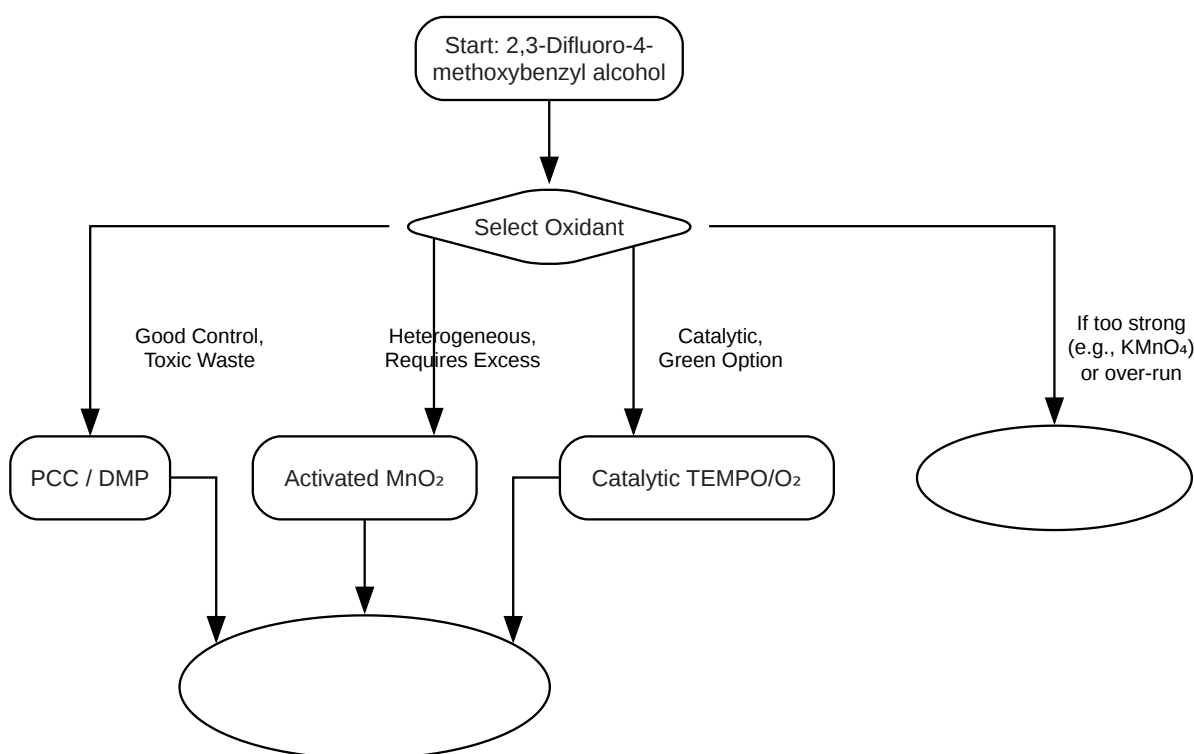 Start: 2,3-Difluoro-4-
methoxybenzyl alcohol
Select Oxidant
Good Control,
Toxic Waste
Heterogeneous,
Requires Excess
Catalytic,
Green Option
If too strong
(e.g., KMnO₄)
or over-run
PCC / DMP
Activated MnO₂
Catalytic TEMPO/O₂